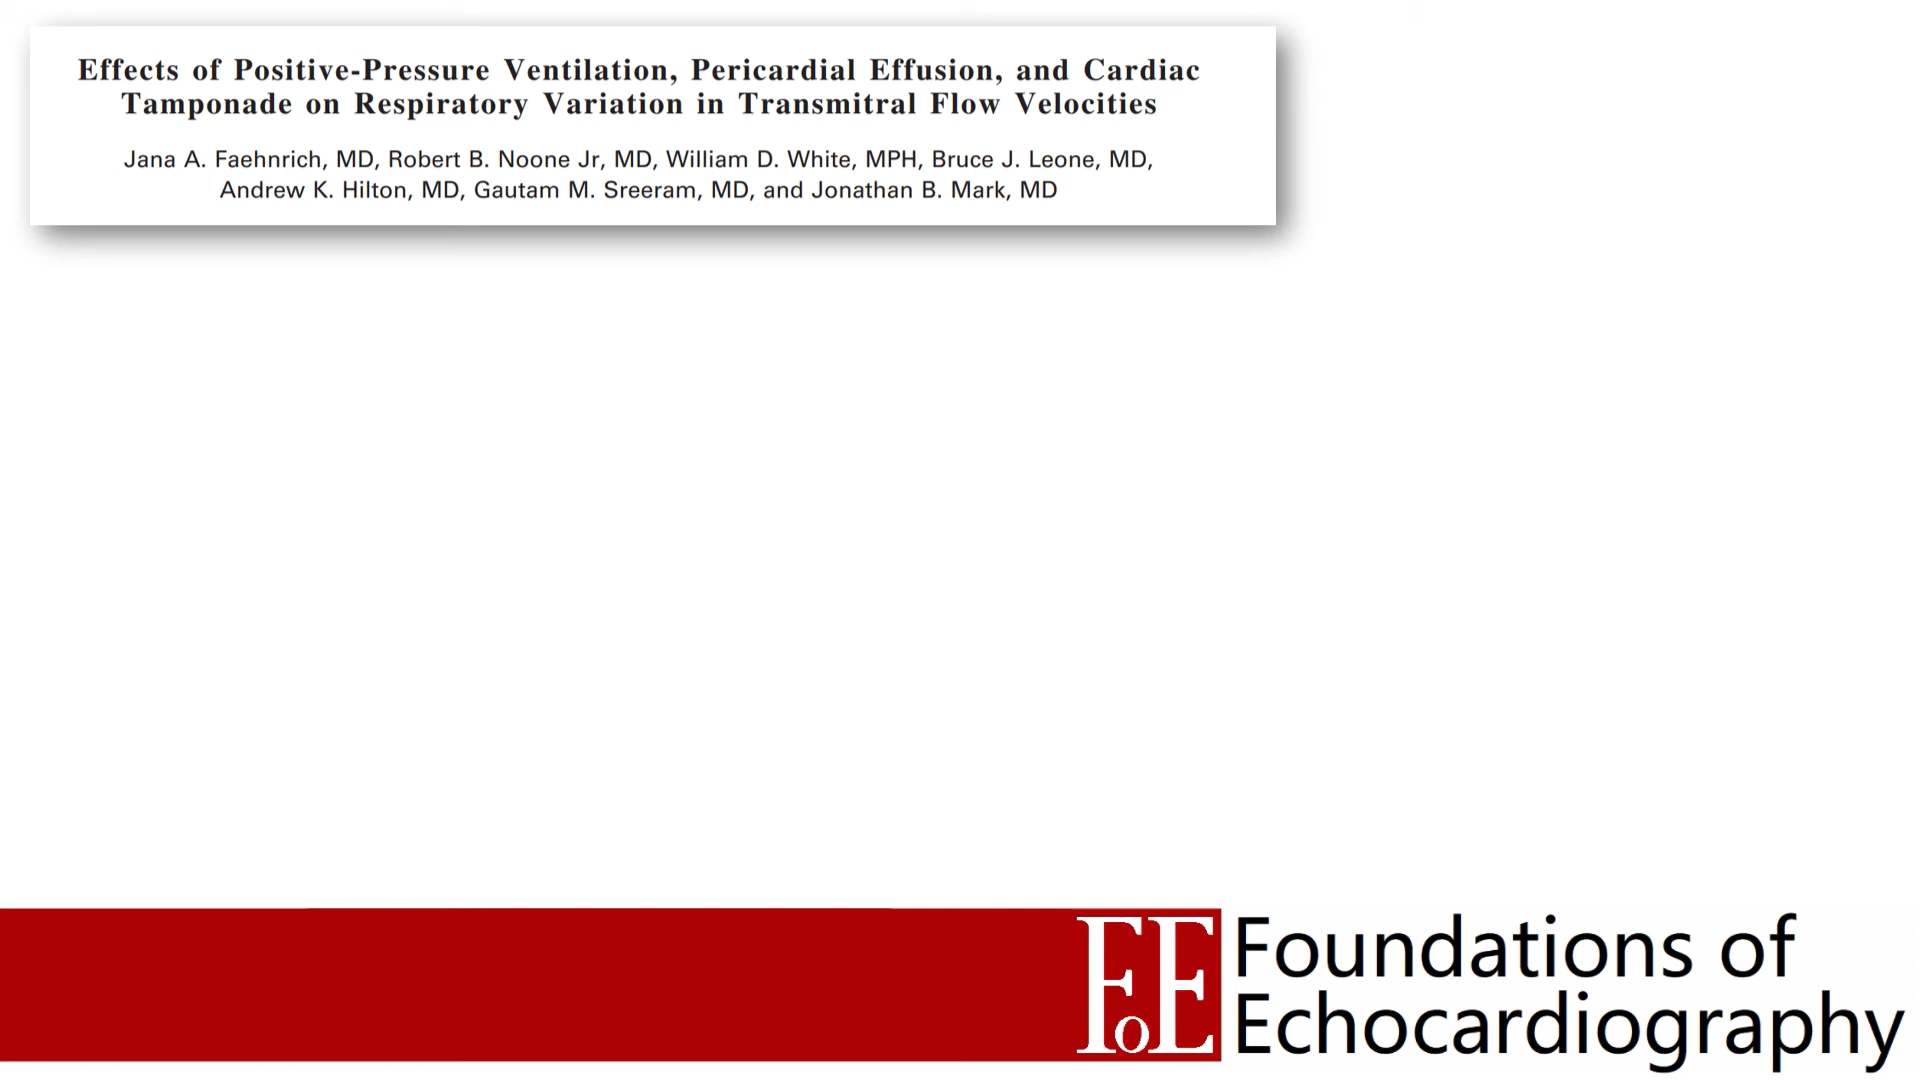 Effects of Positive-Pressure Ventilation, Pericardial Effusion, and Cardiac
Tamponade on Respiratory Variation in Transmitral Flow Velocities
Jana A. Faehnrich, MD, Robert B. Noone Jr, MD, William D. White, MPH, Bruce J. Leone, MD,
Andrew K. Hilton, MD, Gautam M. Sreeram, MD, and Jonathan B. Mark, MD
FoE
Foundations of
Echocardiography